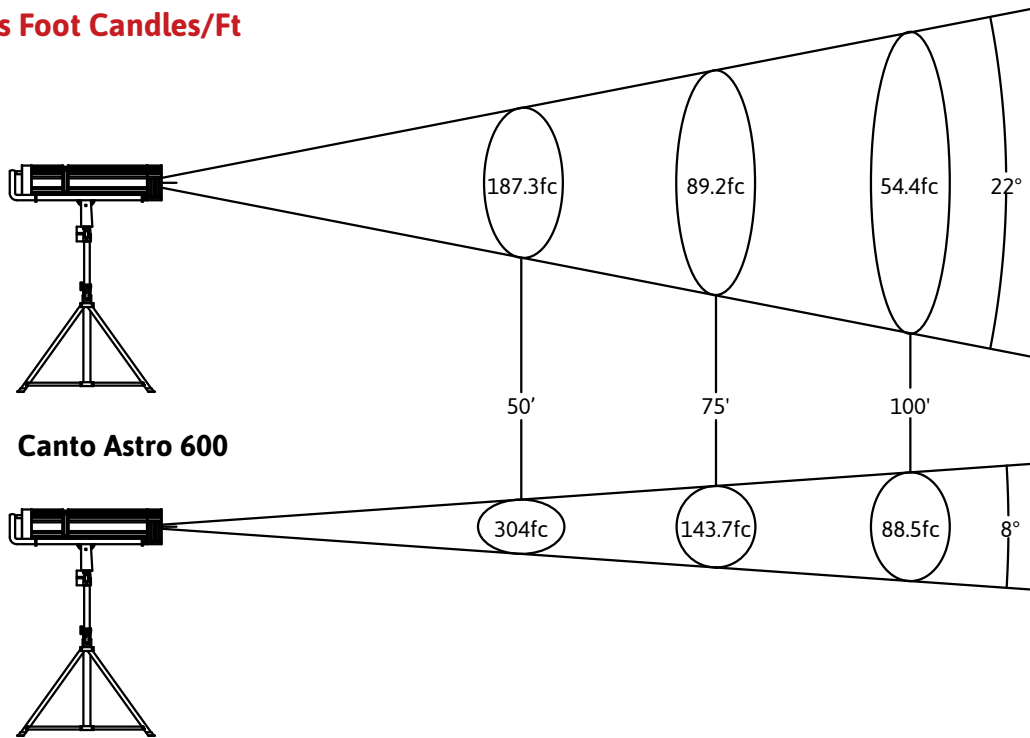 s Foot Candles/Ft
187.3fc 89.2fc 54.4fc 22°
50’ 75' 100'
Canto Astro 600
304fc 143.7fc 88.5fc 8°